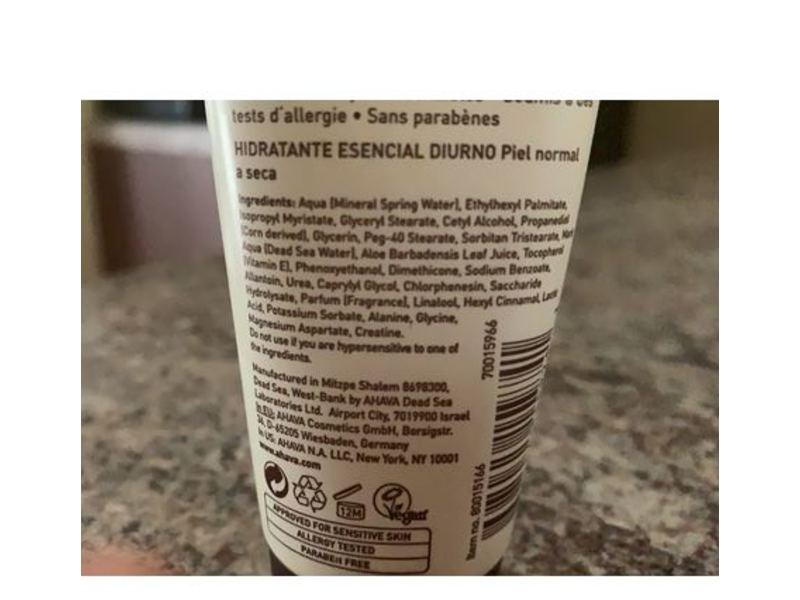 tests d'allergie • Sans parabènes
HIDRATANTE ESENCIAL DIURNO Piel normal
a seca
Ingredients: Aqua (Mineral Spring Water), Ethylhexyl Palmitate,
Isopropyl Myristate, Glyceryl Stearate, Cetyl Alcohol, Propanediol
(Corn derived), Glycerin, Peg-40 Stearate, Sorbitan Tristearate,
Aqua (Dead Sea Water), Aloe Barbadensis Leaf Juice, Tocopherol
(Vitamin E), Phenoxyethanol, Dimethicone, Sodium Benzoate,
Allantoin, Urea, Caprylyl Glycol, Chlorphenesin, Saccharide
Hydrolysate, Parfum (Fragrance), Linalool, Hexyl Cinnamal, Lactic
Acid, Potassium Sorbate, Alanine, Glycine,
Magnesium Aspartate, Creatine.
Do not use if you are hypersensitive to one of
the ingredients.
Manufactured in Mitzpe Shalem 8698300,
Dead Sea, West-Bank by AHAVA Dead Sea
Laboratories Ltd. Airport City, 7019900 Israel
In EU: AHAVA Cosmetics GmbH, Borsigstr.
36, D-65205 Wiesbaden, Germany
In US: AHAVA N.A. LLC, New York, NY 10001
www.ahava.com
12M
Vegan
APPROVED FOR SENSITIVE SKIN
ALLERGY TESTED
PARABEN FREE
70015966
Item no. 80015166